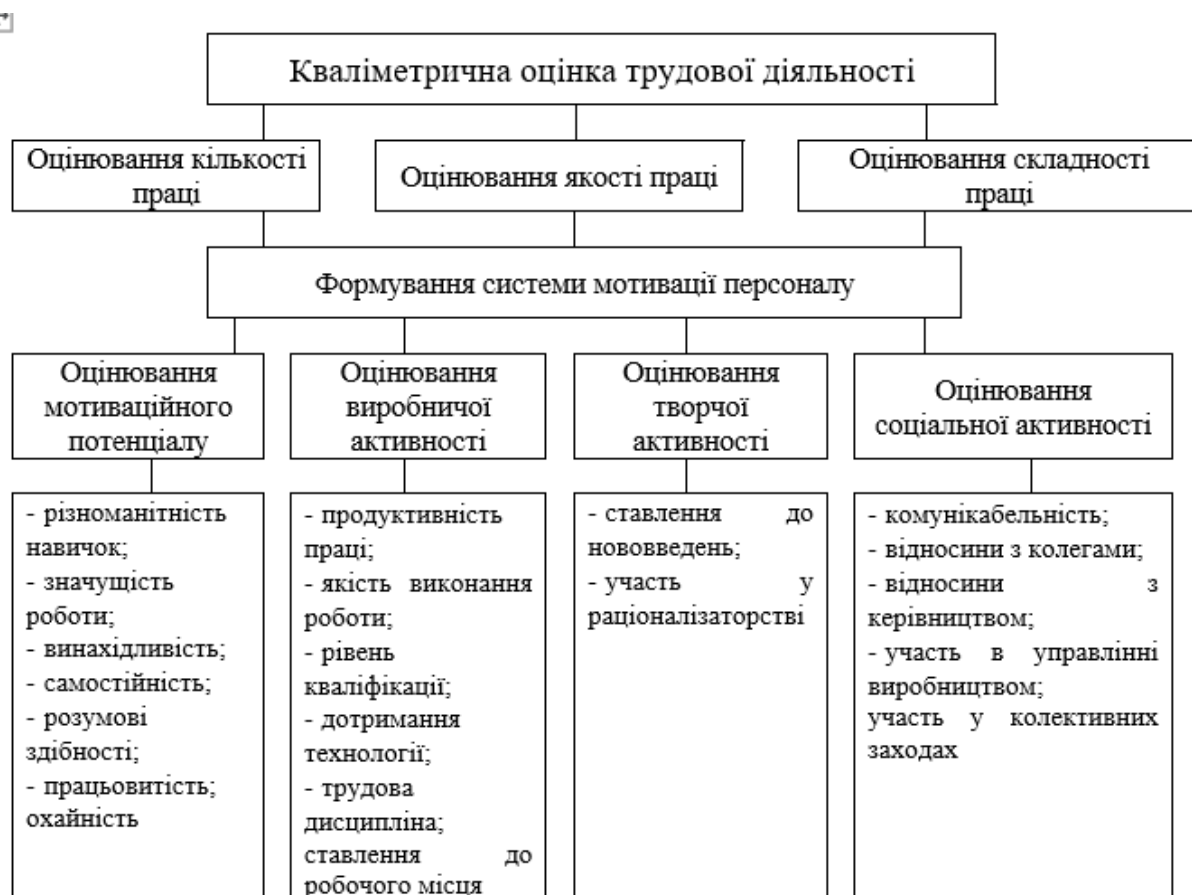 Кваліметрична оцінка трудової діяльності
Оцінювання кількості
праці
Оцінювання якості праці
Оцінювання складності
праці
Формування системи мотивації персоналу
Оцінювання
мотиваційного
потенціалу
Оцінювання
виробничої
активності
Оцінювання
творчої
активності
Оцінювання
соціальної активності
- різноманітність
навичок;
- значущість
роботи;
- винахідливість;
- самостійність;
- розумові
здібності;
- працьовитість;
охайність
- продуктивність
праці;
- якість виконання
роботи;
- рівень
кваліфікації;
- дотримання
технології;
- трудова
дисципліна;
ставлення до
робочого місця
- ставлення до
нововведень;
- участь у
раціоналізаторстві
- комунікабельність;
- відносини з колегами;
- відносини з
керівництвом;
- участь в управлінні
виробництвом;
участь у колективних
заходах